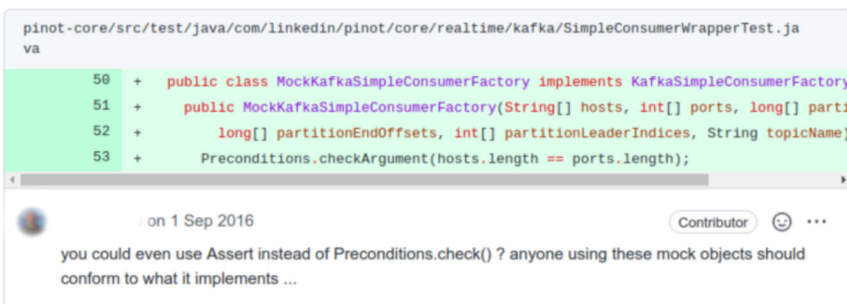 pinot-core/src/test/java/com/linkedin/pinot/core/realtime/kafka/SimpleConsumerWrapperTest.ja
va
50 + public class MockKafkaSimpleConsumerFactory implements KafkaSimpleConsumerFactory
51 + public MockKafkaSimpleConsumerFactory(String[] hosts, int[] ports, long[] parti
52 + long[] partitionEndOffsets, int[] partitionLeaderIndices, String topicName)
53 + Preconditions.checkArgument(hosts.length == ports.length);
on 1 Sep 2016
Contributor
you could even use Assert instead of Preconditions.check() ? anyone using these mock objects should
conform to what it implements ...